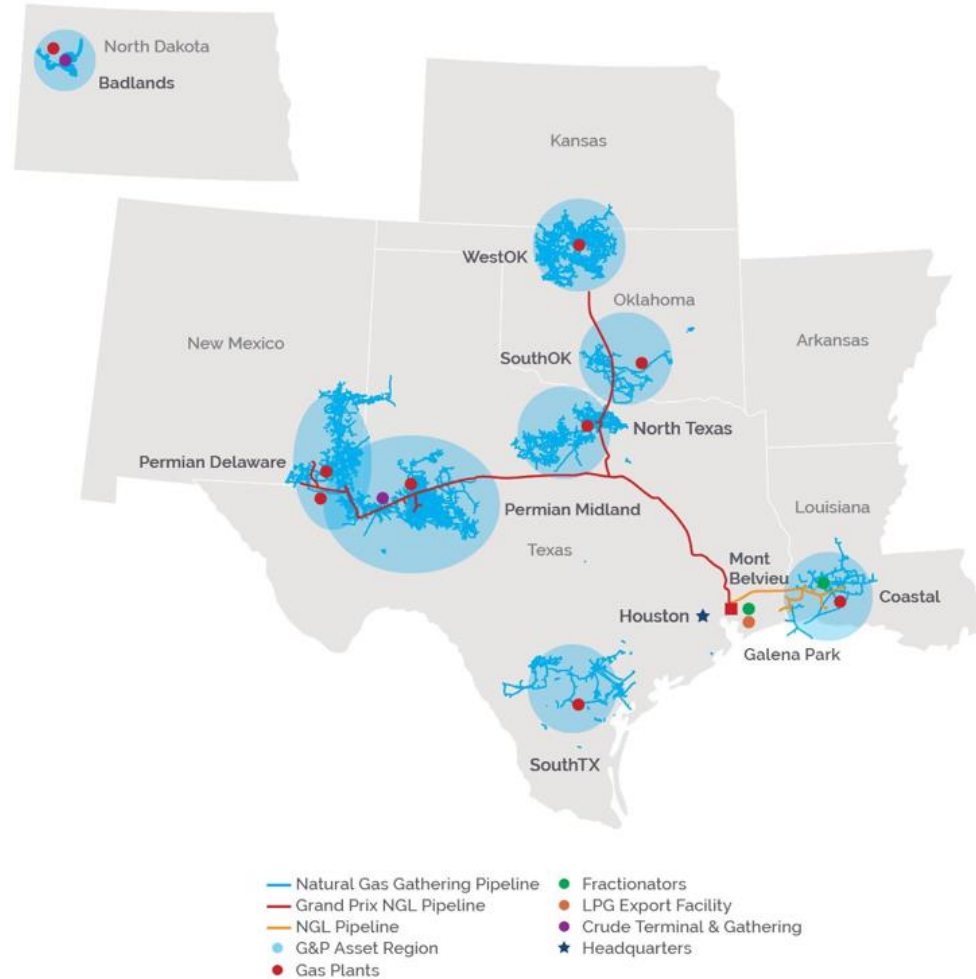 North Dakota
Badlands
Kansas
WestOK
Oklahoma
New Mexico
Arkansas
SouthOK
North Texas
Permian Delaware
Permian Midland
Louisiana
Texas
Mont
Belvieu
Coastal
Houston
Galena Park
SouthTX
Natural Gas Gathering Pipeline
Grand Prix NGL Pipeline
NGL Pipeline
G&P Asset Region
Gas Plants
Fractionators
LPG Export Facility
Crude Terminal & Gathering
Headquarters